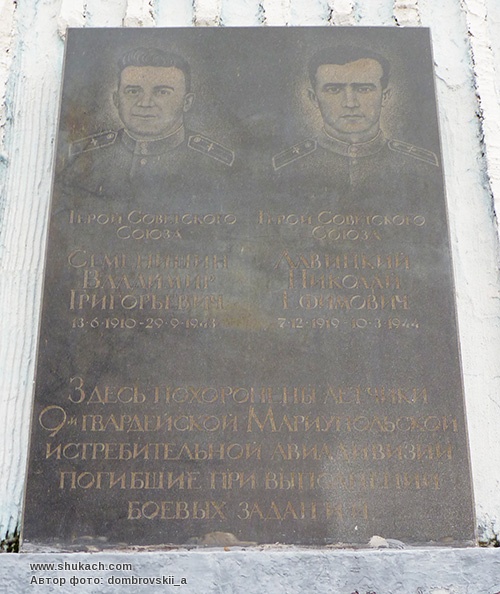 Герой Советского
Союза
Семенишин
Владимир
Григорьевич
13-6-1910-29-9-1943
Герой Советского
Союза
Лавицкий
Николай
Ефимович
7-12-1919 - 10-3-1944
Здесь похоронены летчики
9-й гвардейской Мариупольской
истребительной авиадивизии
погибшие при выполнении
боевых заданий.
www.shukach.com
Автор фото: dombrovskii_a